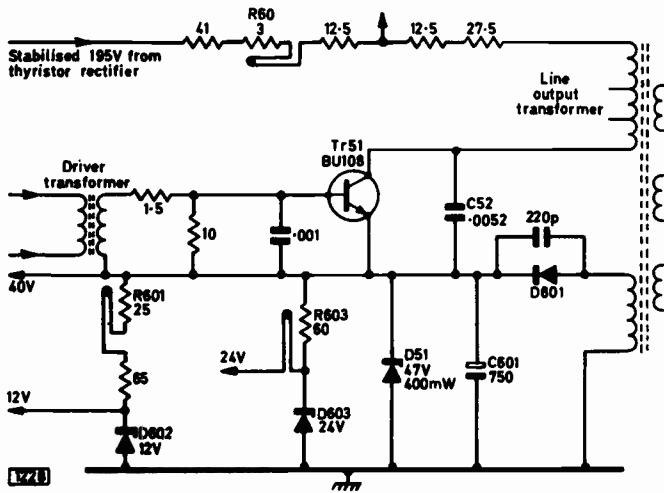 41
R60
3
12·5
12·5
27·5
Stabilised 195V from
thyristor rectifier
Line
output
transformer
Tr51
BU108
Driver
transformer
1·5
10
·001
C52
·0052
220p
D601
40V
R601
25
R603
60
24V
D51
47V
400mW
C601
750
65
12V
D602
12V
D603
24V
1228